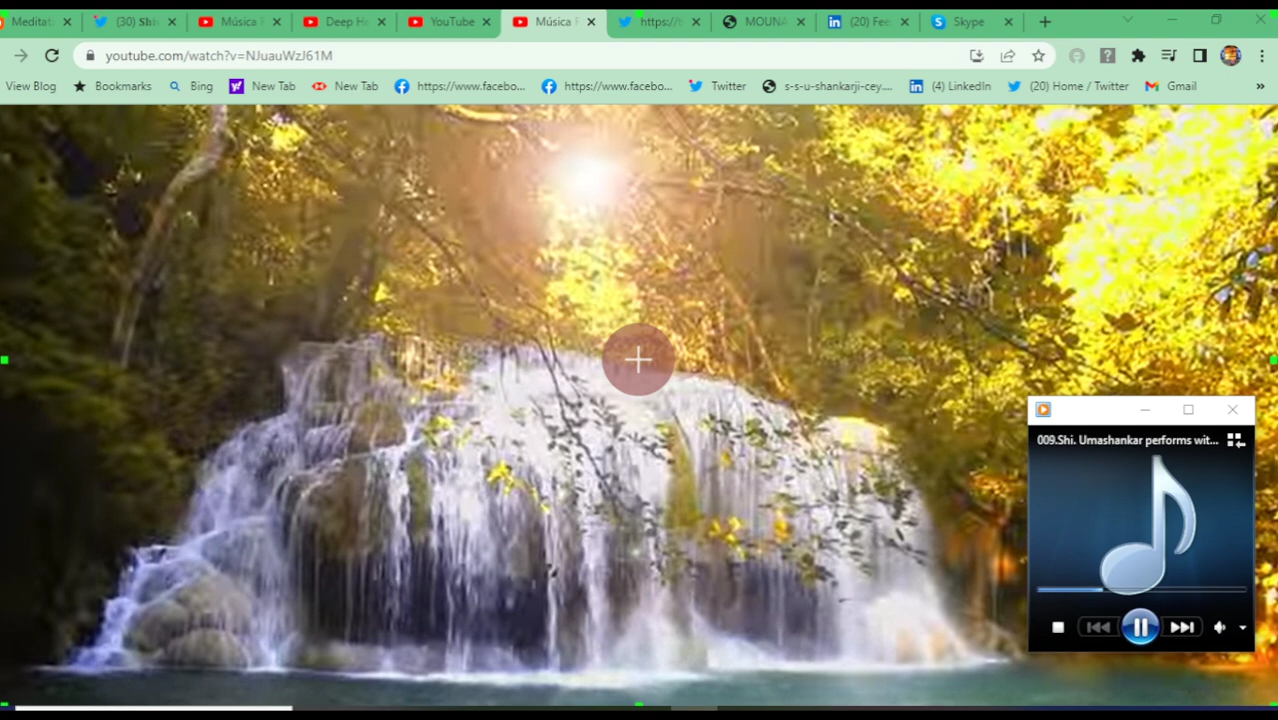 Meditat
(30) Shi
Música F
Deep He
YouTube
Música F
https://t
MOUNA
(20) Fee
Skype
youtube.com/watch?v=NJuauWzJ61M
View Blog
Bookmarks
Bing
New Tab
New Tab
https://www.facebo...
https://www.facebo...
Twitter
s-s-u-shankarji-cey....
(4) LinkedIn
(20) Home / Twitter
Gmail
009.Shi. Umashankar performs wit...